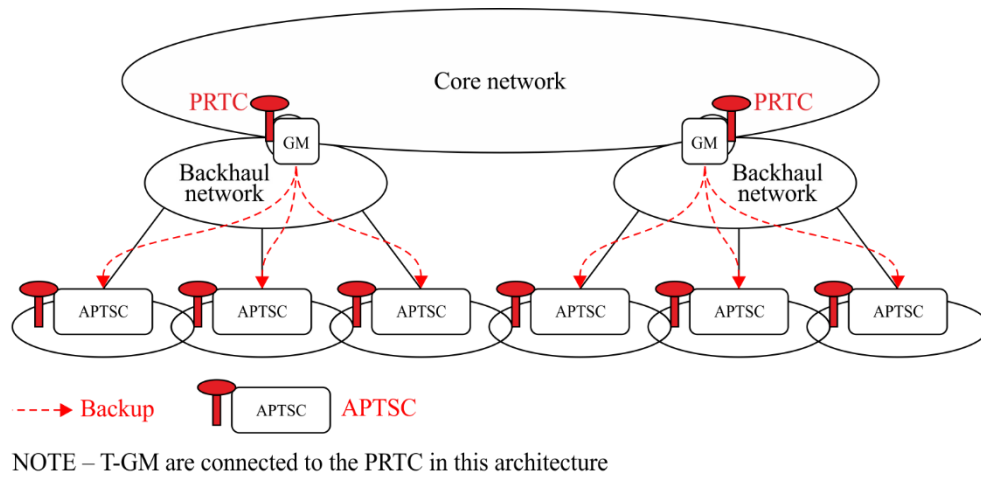 Core network
PRTC
PRTC
GM
GM
Backhaul
network
Backhaul
network
APTSC
APTSC
APTSC
APTSC
APTSC
APTSC
Backup
APTSC
APTSC
NOTE – T-GM are connected to the PRTC in this architecture